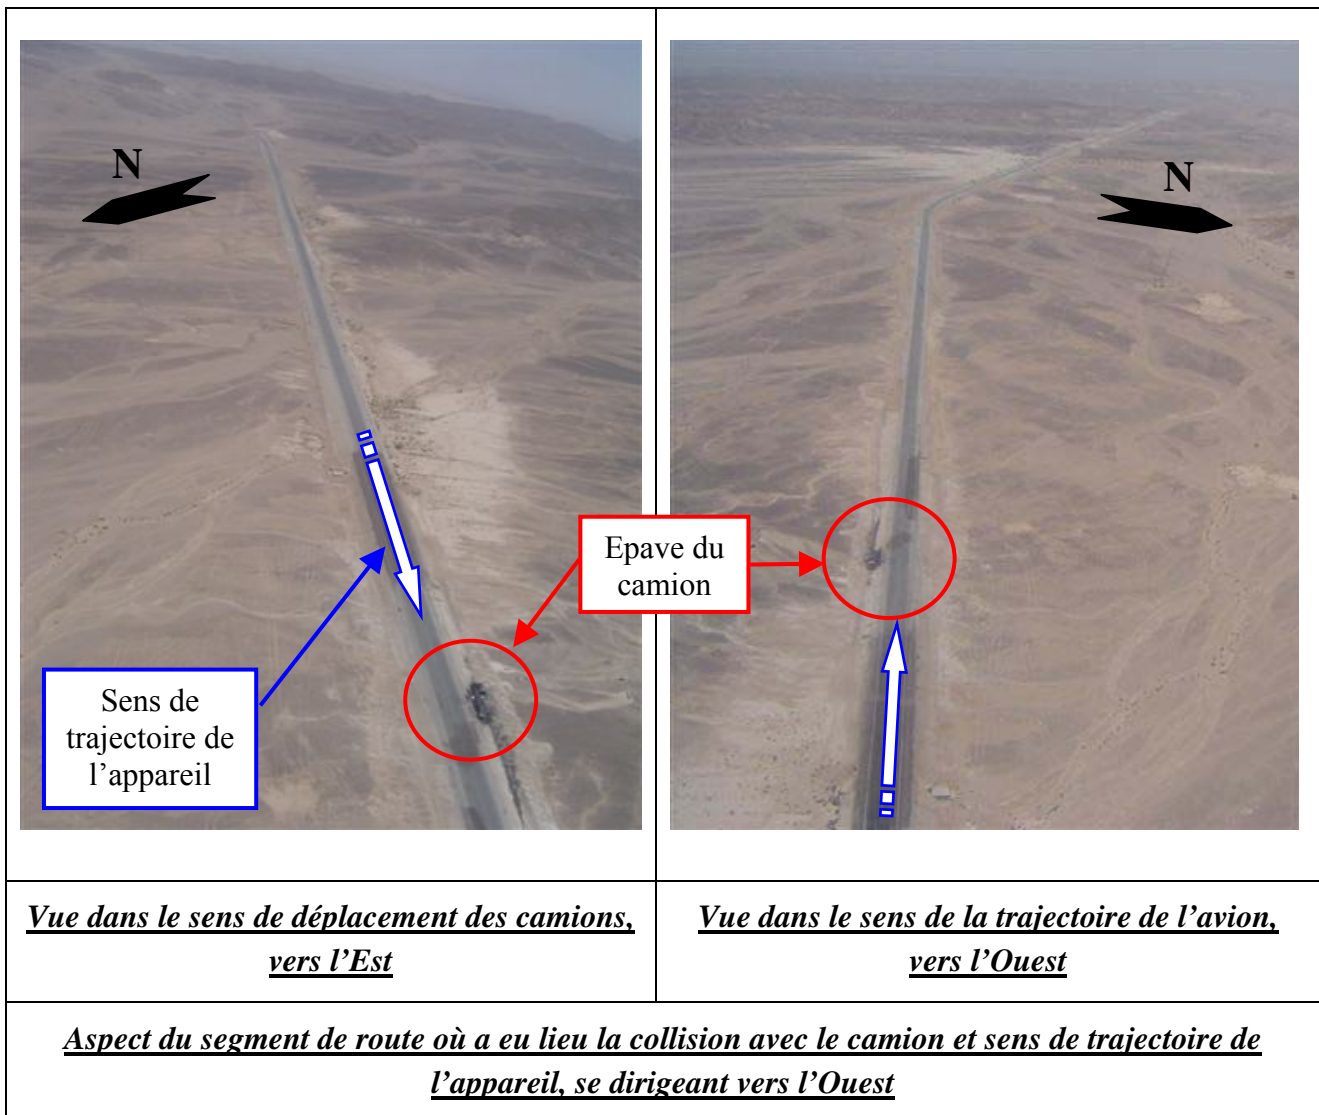 N
N
Epave du
camion
Sens de
trajectoire de
l’appareil
Vue dans le sens de déplacement des camions,
vers l’Est
Vue dans le sens de la trajectoire de l’avion,
vers l’Ouest
Aspect du segment de route où a eu lieu la collision avec le camion et sens de trajectoire de
l’appareil, se dirigeant vers l’Ouest